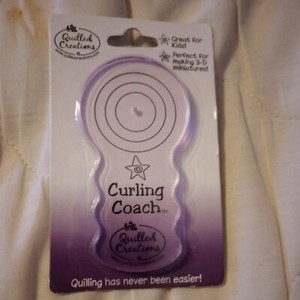 Quilled
Creations
Great for
Kids!
Perfect for
making 3-D
miniatures!
Curling
Coach
Quilled
Creations
Quilling has never been easier!